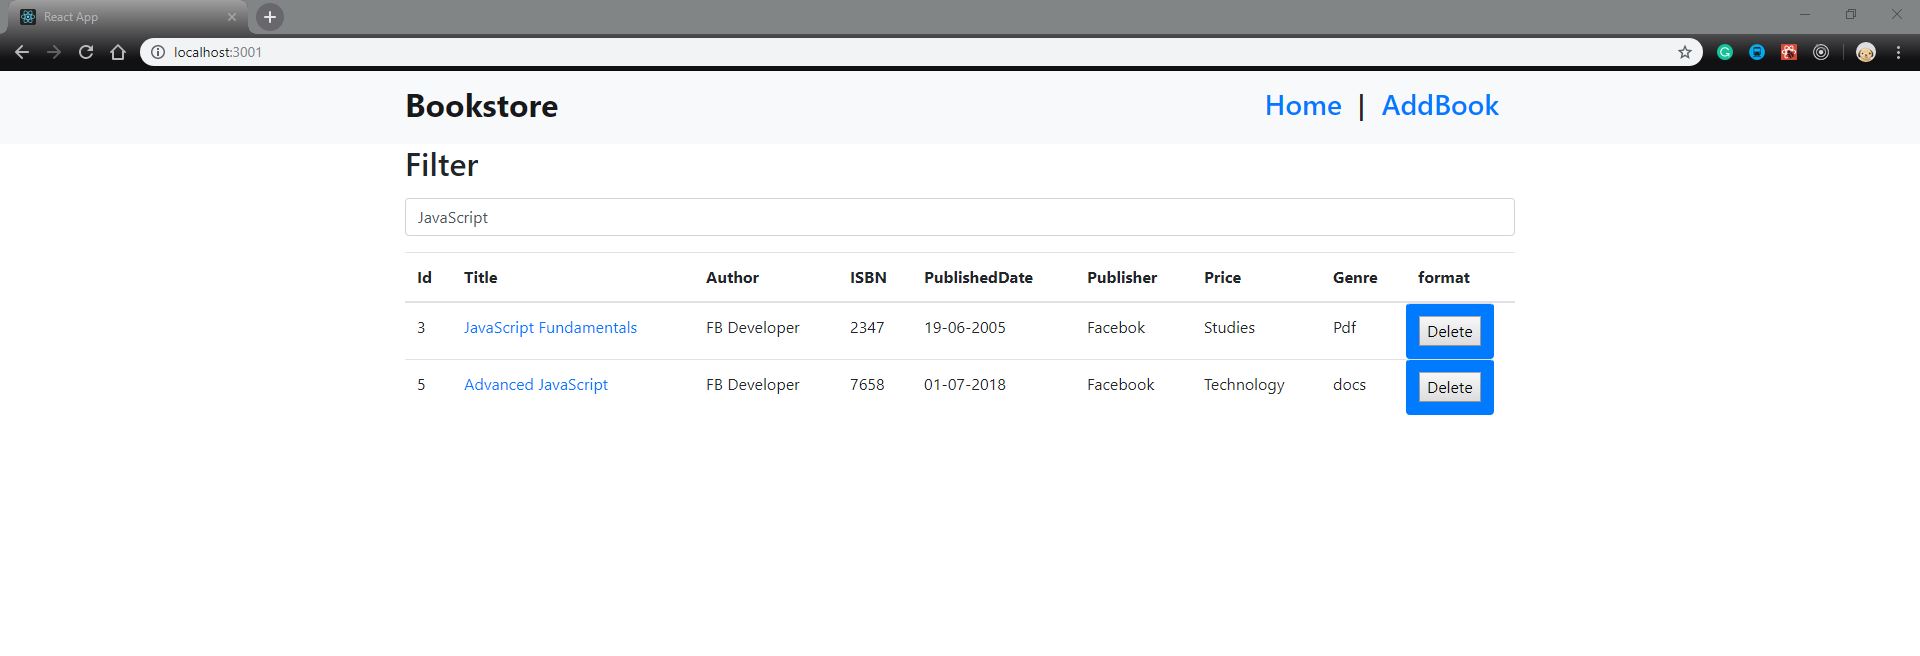 React App
localhost:3001
Bookstore
Home | AddBook
Filter
JavaScript
Id Title Author ISBN PublishedDate Publisher Price Genre format
3 JavaScript Fundamentals FB Developer 2347 19-06-2005 Facebok Studies Pdf Delete
5 Advanced JavaScript FB Developer 7658 01-07-2018 Facebook Technology docs Delete